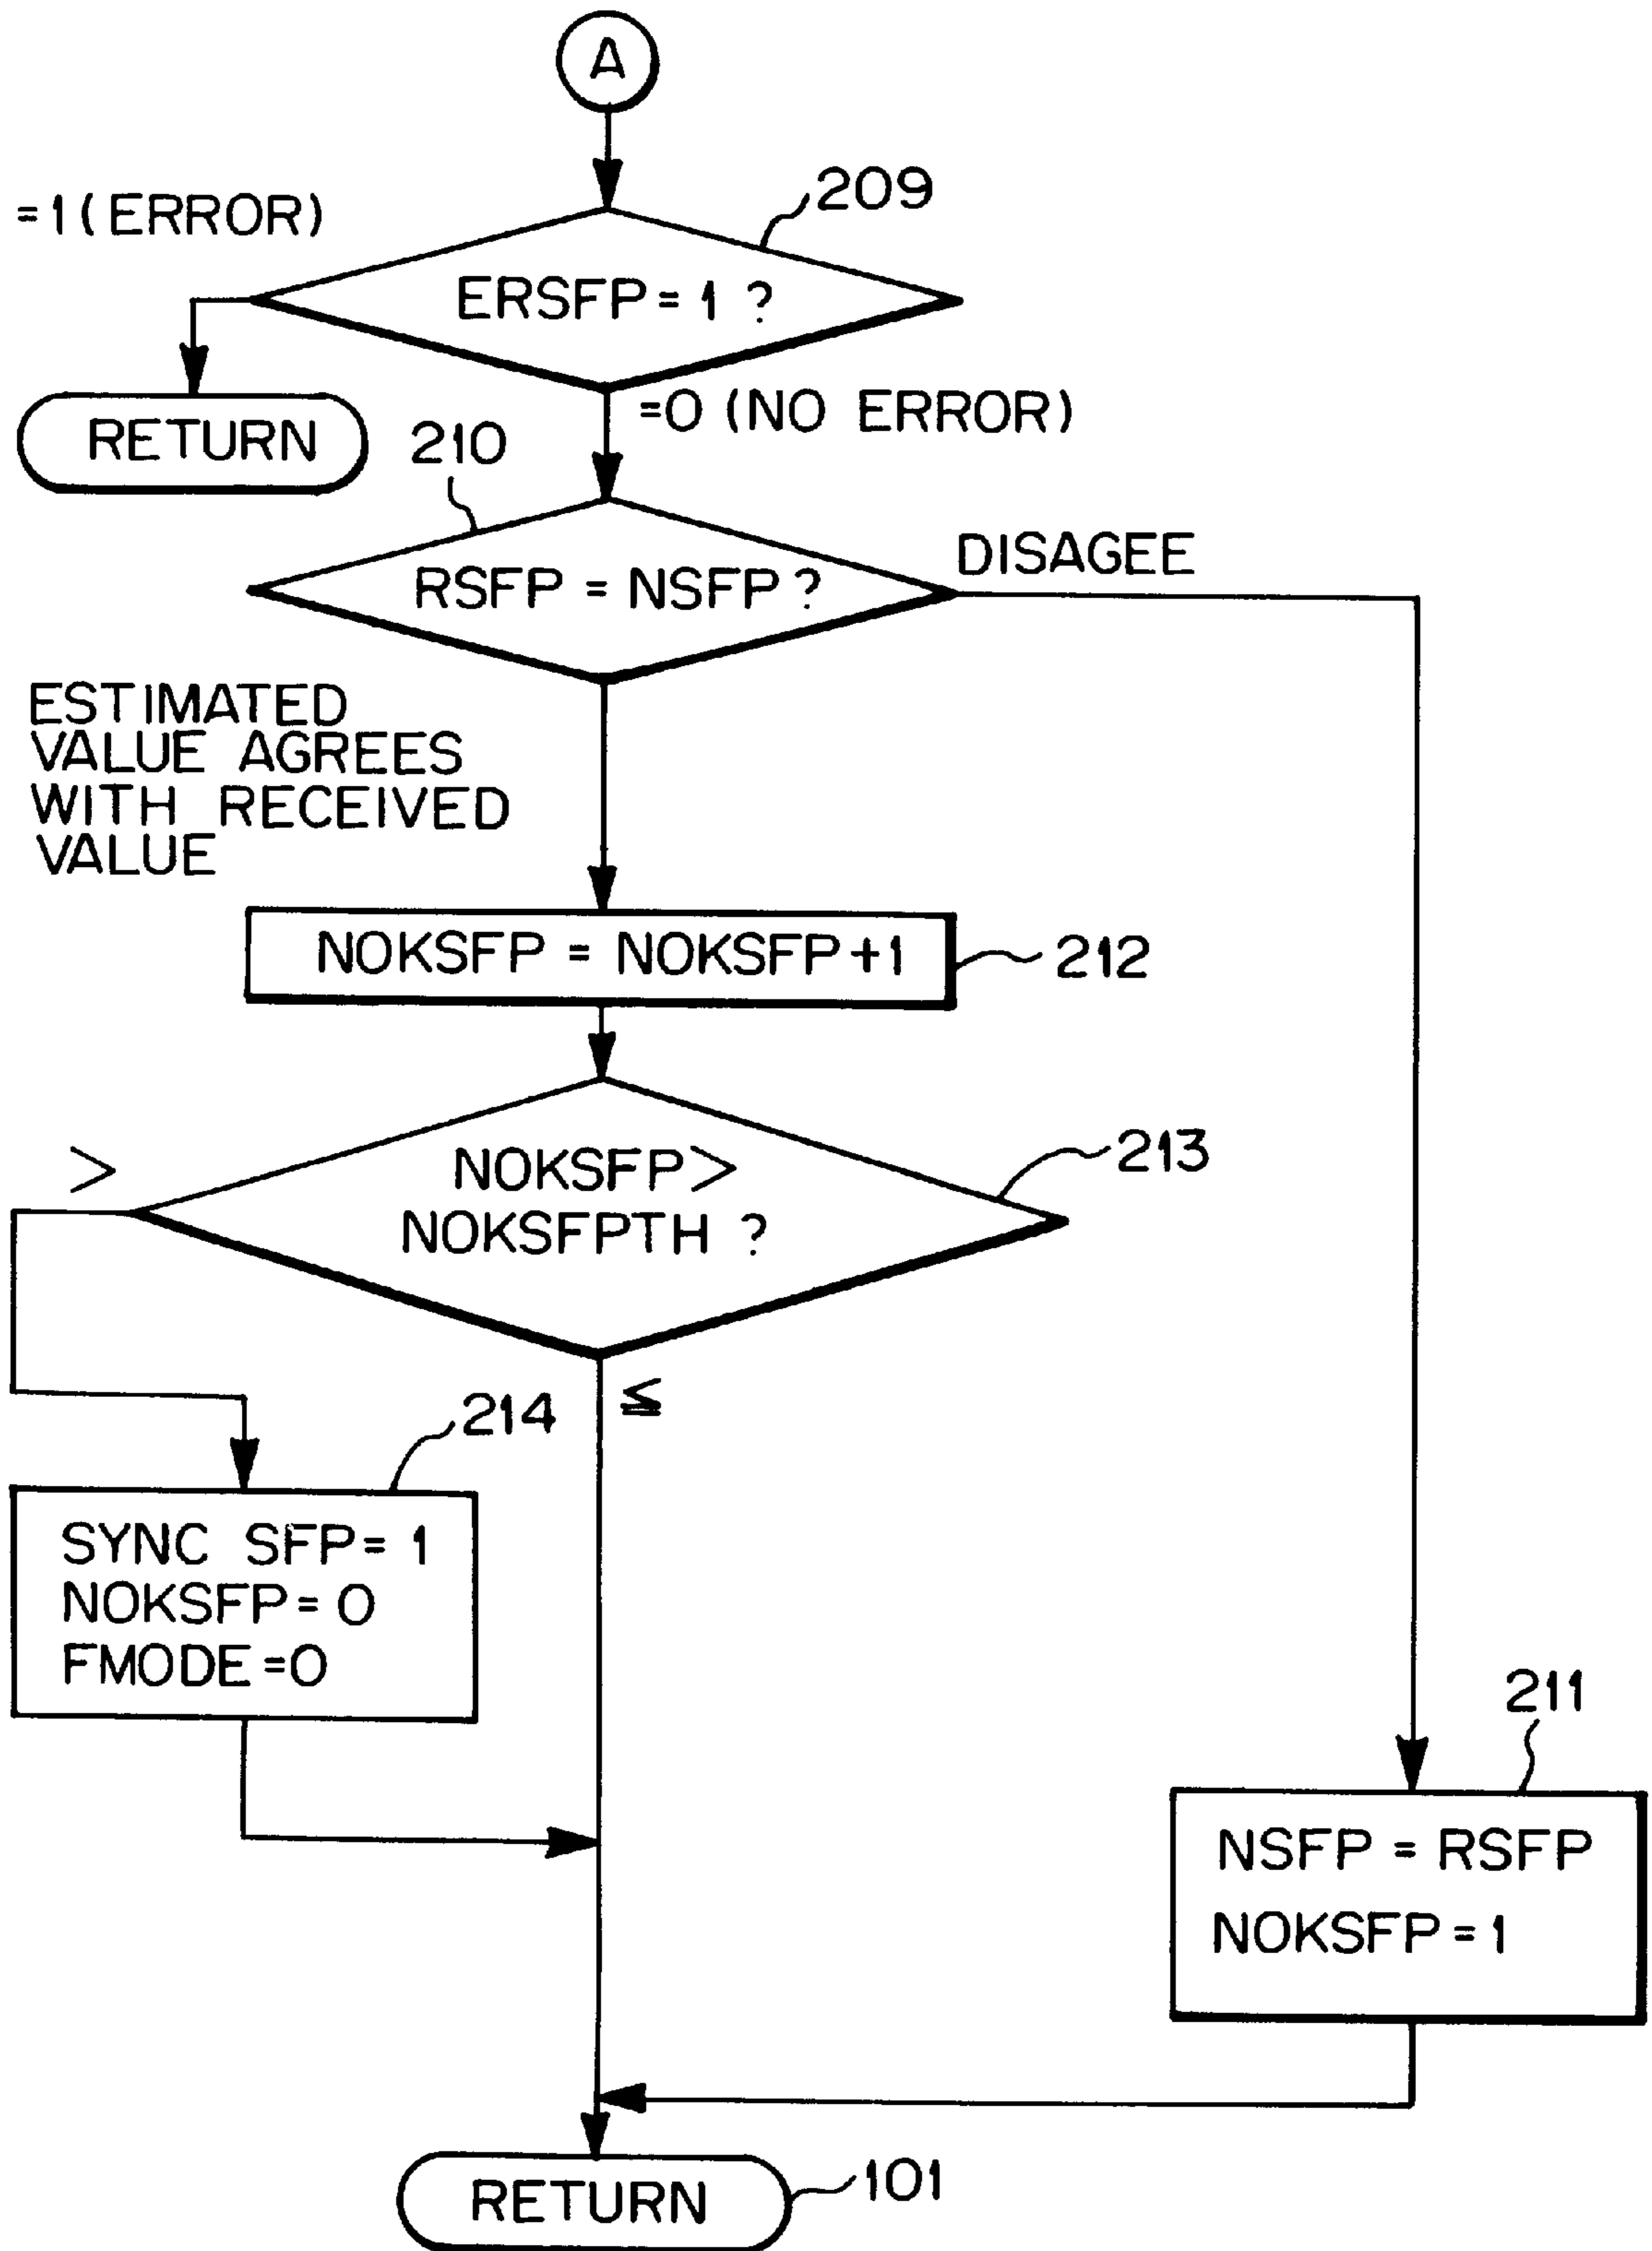 A
209
=1 (ERROR)
ERSFP = 1 ?
=0 (NO ERROR)
RETURN
210
DISAGEE
RSFP = NSFP ?
ESTIMATED
VALUE AGREES
WITH RECEIVED
VALUE
NOKSFP = NOKSFP+1
212
>
NOKSFP>
NOKSFPTH ?
213
≦
214
SYNC SFP = 1
NOKSFP = 0
FMODE = 0
211
NSFP = RSFP
NOKSFP = 1
RETURN
101